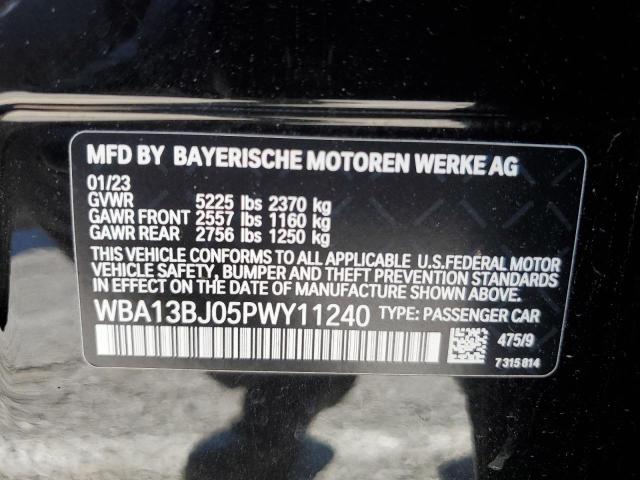 MFD BY BAYERISCHE MOTOREN WERKE AG
01/23
GVWR 5225 lbs 2370 kg
GAWR FRONT 2557 lbs 1160 kg
GAWR REAR 2756 lbs 1250 kg
THIS VEHICLE CONFORMS TO ALL APPLICABLE U.S.FEDERAL MOTOR
VEHICLE SAFETY, BUMPER AND THEFT PREVENTION STANDARDS
IN EFFECT ON THE DATE OF MANUFACTURE SHOWN ABOVE.
WBA13BJ05PWY11240 TYPE: PASSENGER CAR
475/9
7 315 814